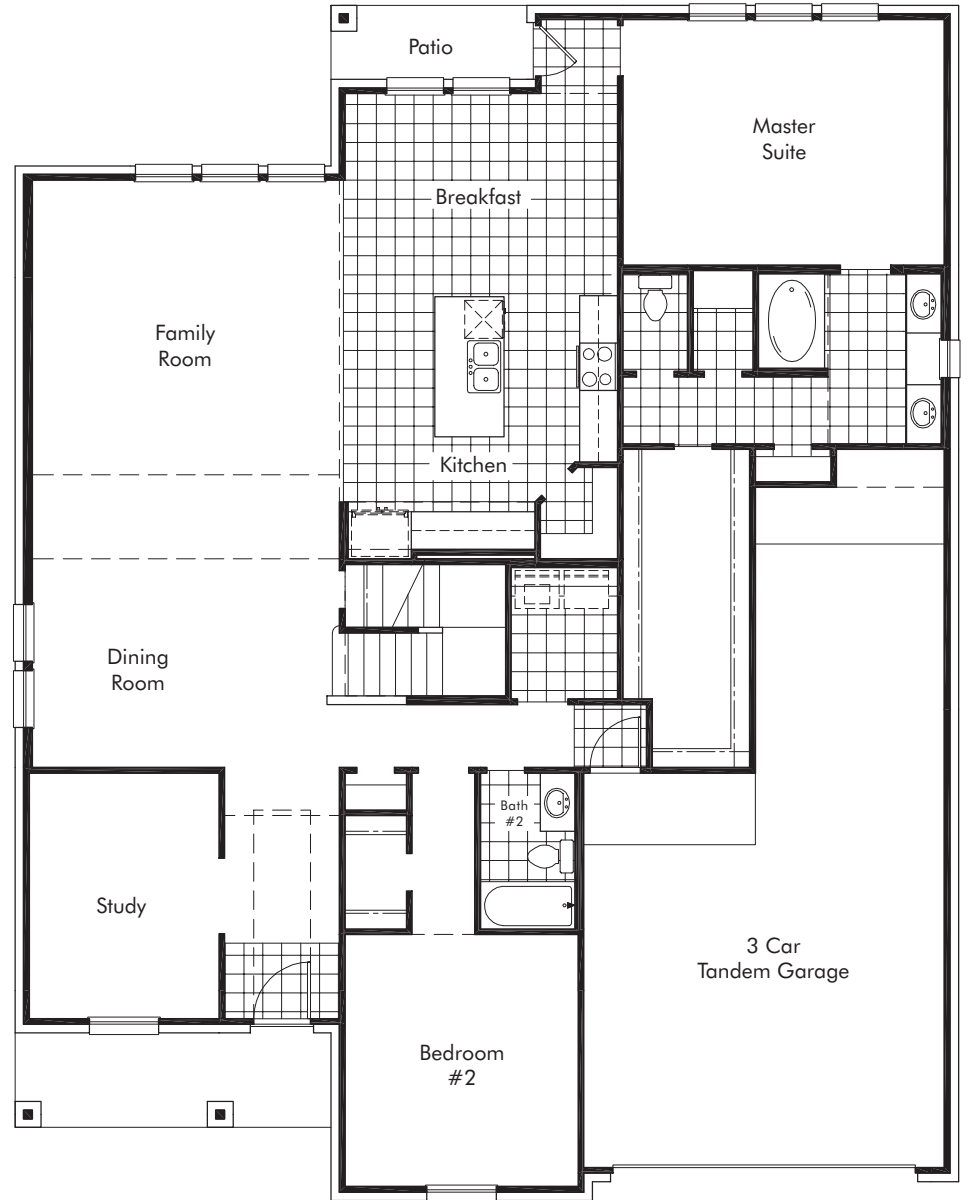 Patio
Master
Suite
Breakfast
Family
Room
Kitchen
Dining
Room
Bath
#2
Study
3 Car
Tandem Garage
Bedroom
#2